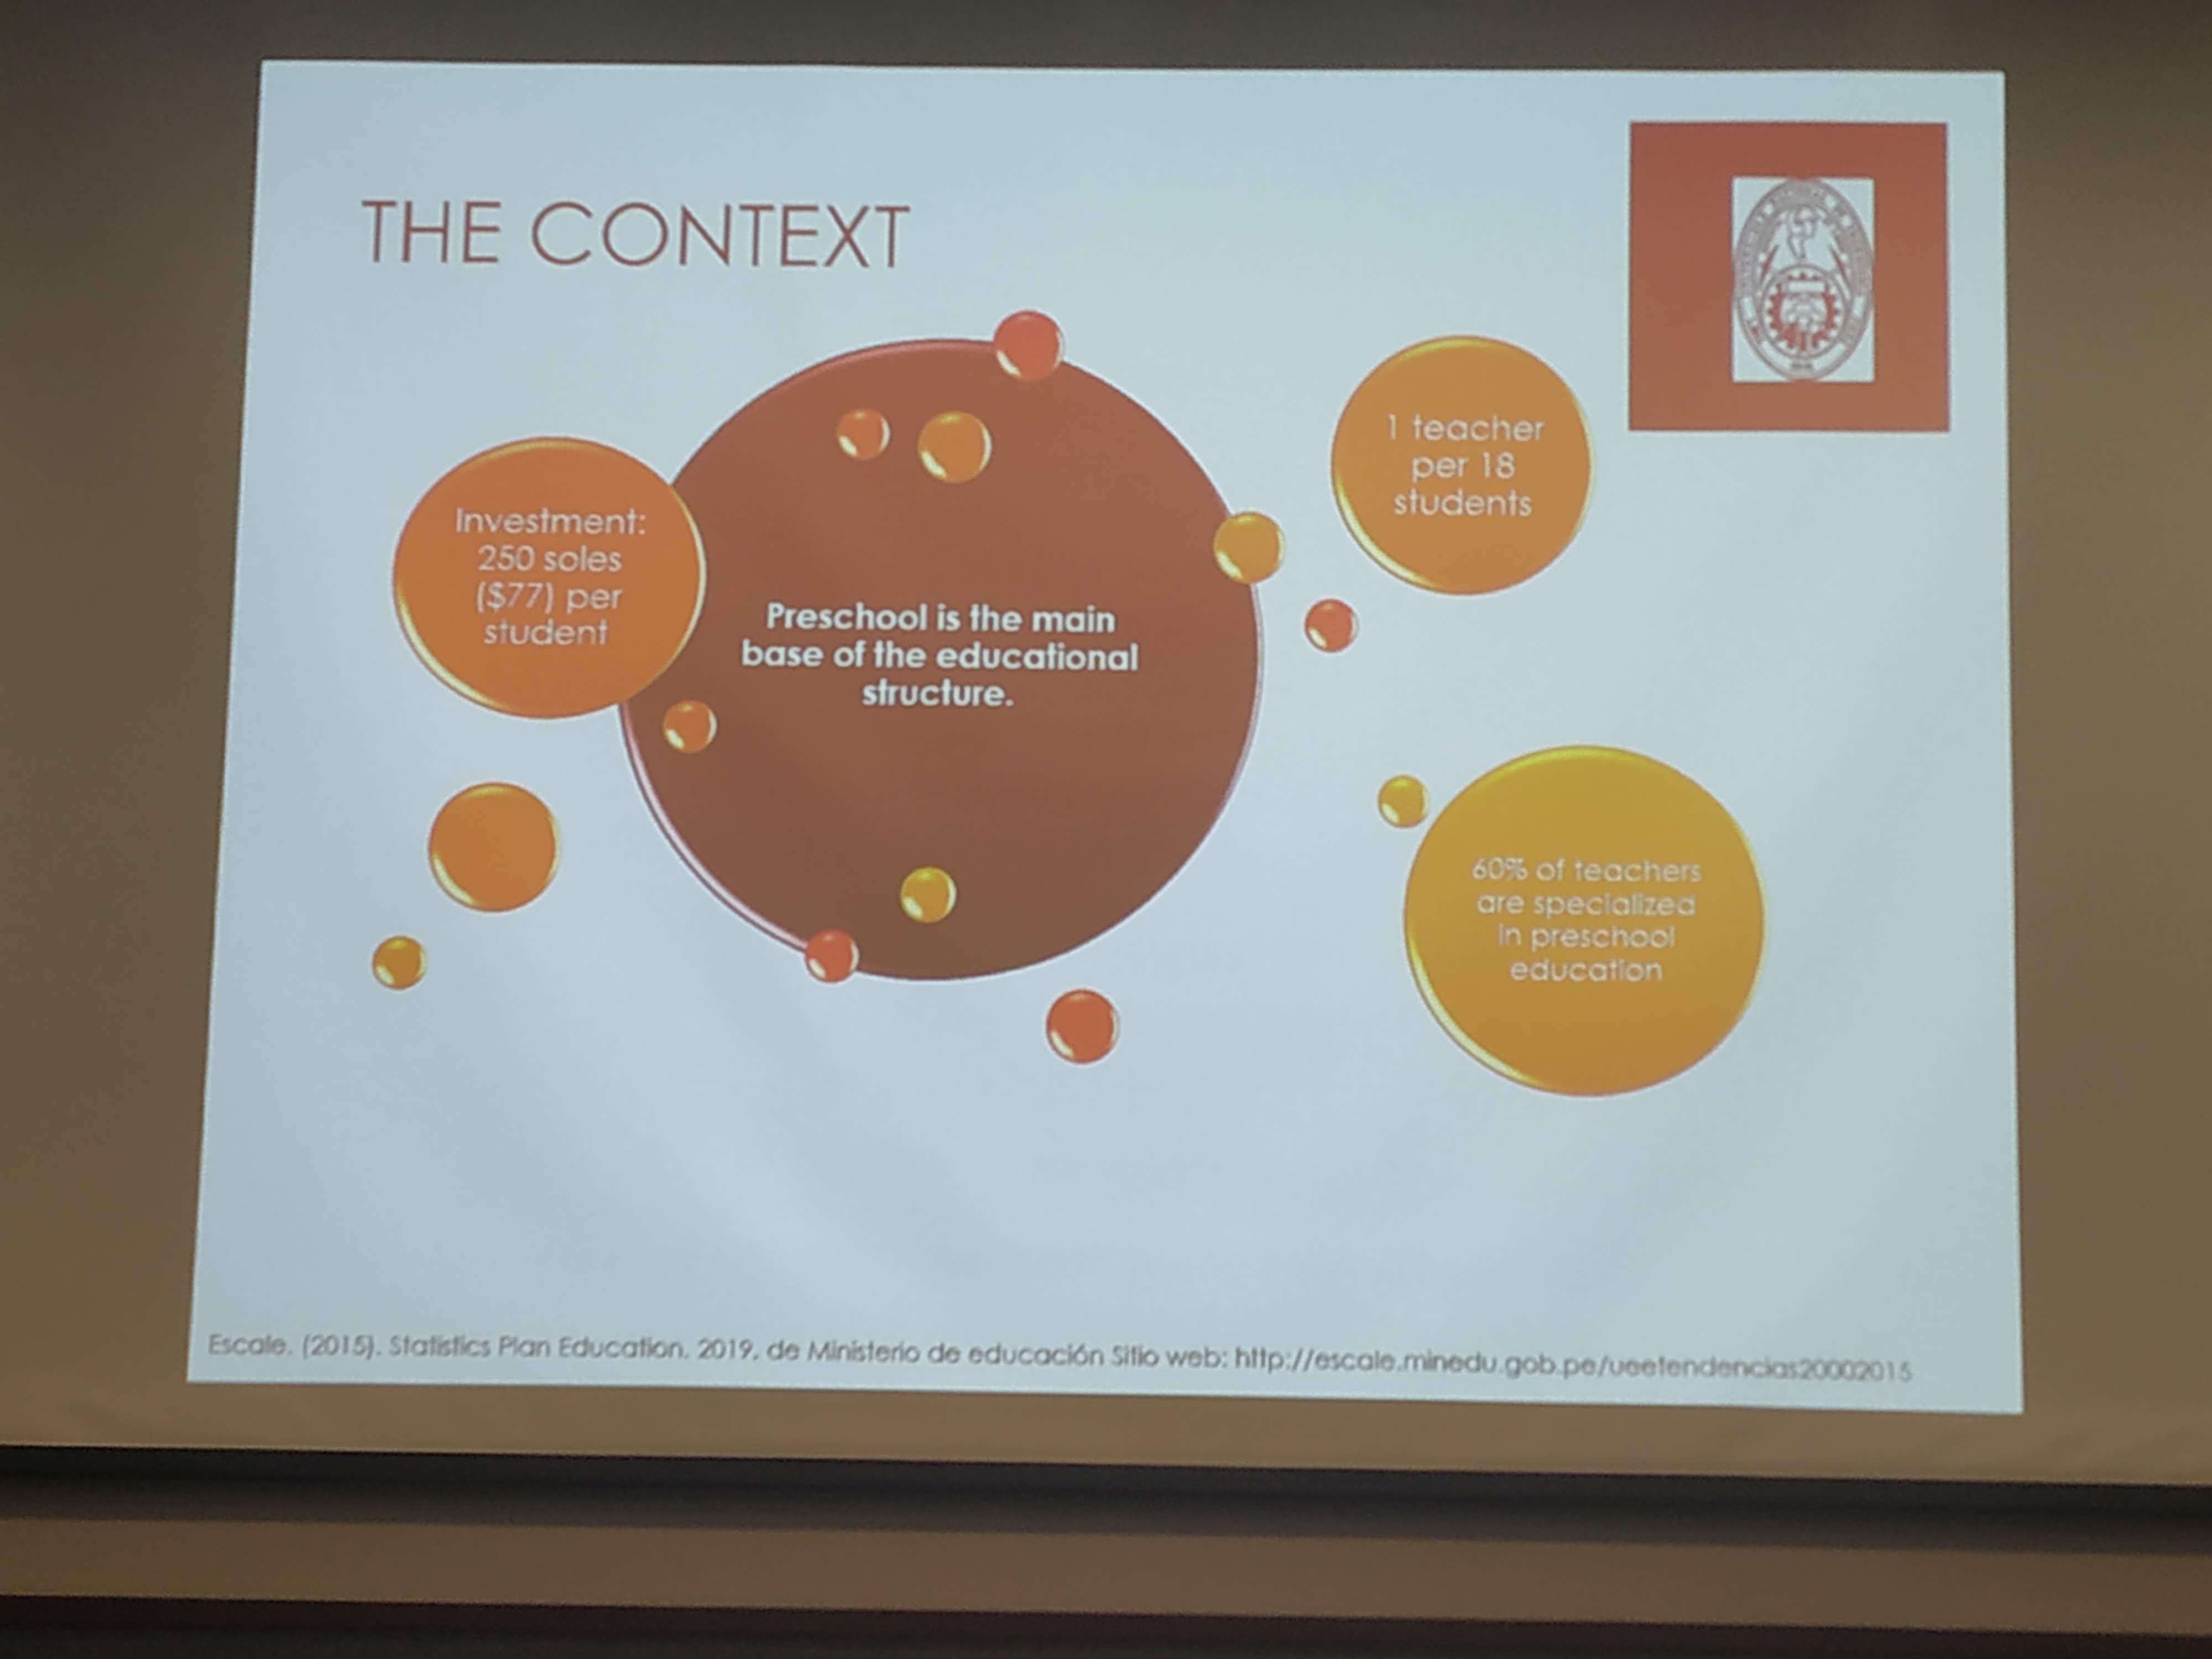 THE CONTEXT
Investment:
250 soles
($77) per
student
Preschool is the main
base of the educational
structure.
1 teacher
per 18
students
60% of teachers
are specialized
in preschool
education
Escale. (2015). Statistics Plan Education. 2019, de Ministerio de educación Sitio web: http://escale.minedu.gob.pe/ueetendencias20002015